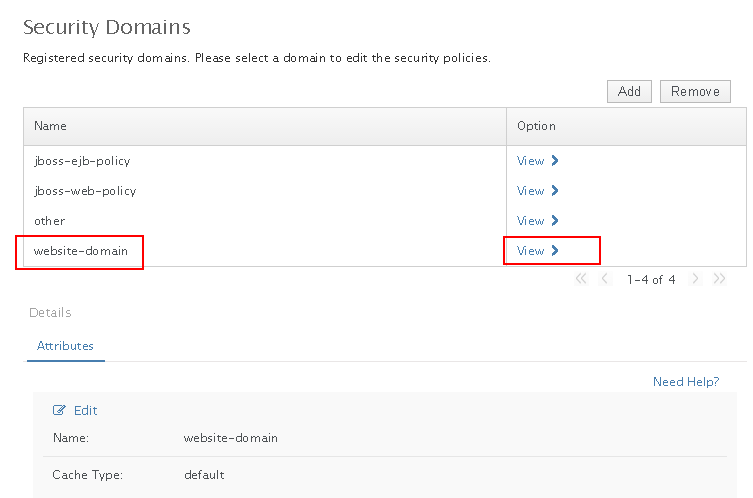 Security Domains
Registered security domains. Please select a domain to edit the security policies.
Add Remove
Name Option
jboss-ejb-policy View
jboss-web-policy View
other View
website-domain View
1-4 of 4
Details
Attributes
Need Help?
Edit
Name: website-domain
Cache Type: default